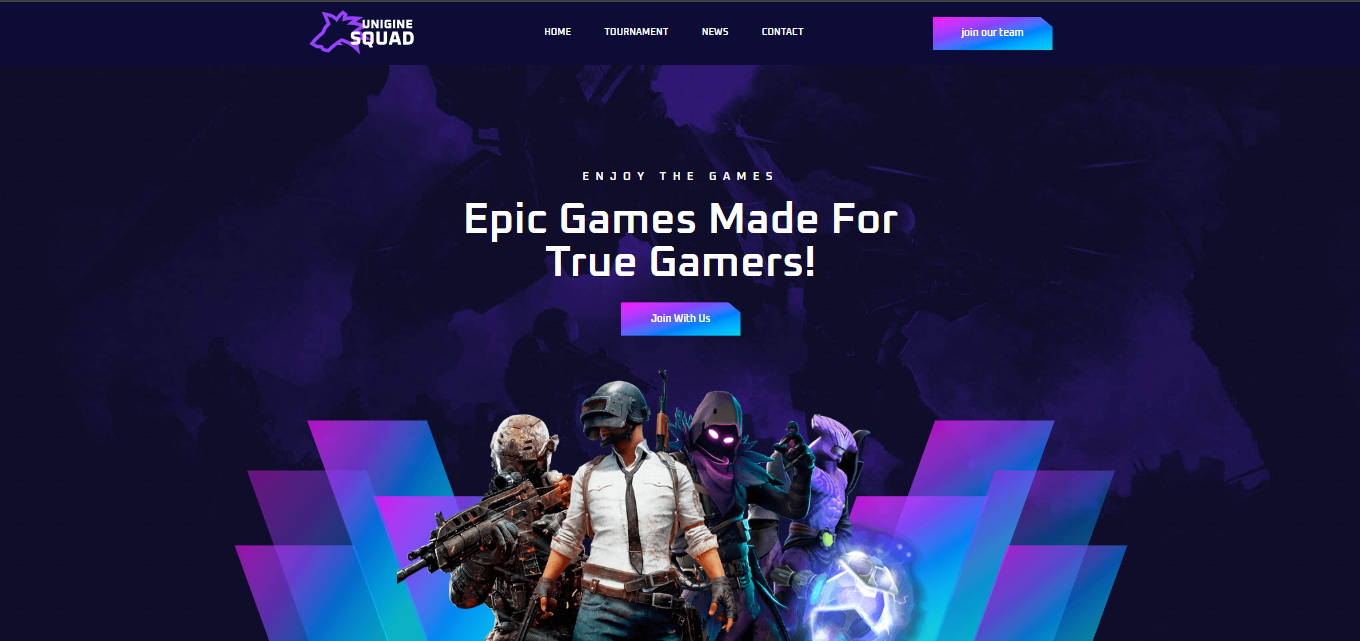 UNIGINE
SQUAD
HOME
TOURNAMENT
NEWS
CONTACT
join our team
ENJOY THE GAMES
Epic Games Made For
True Gamers!
Join With Us